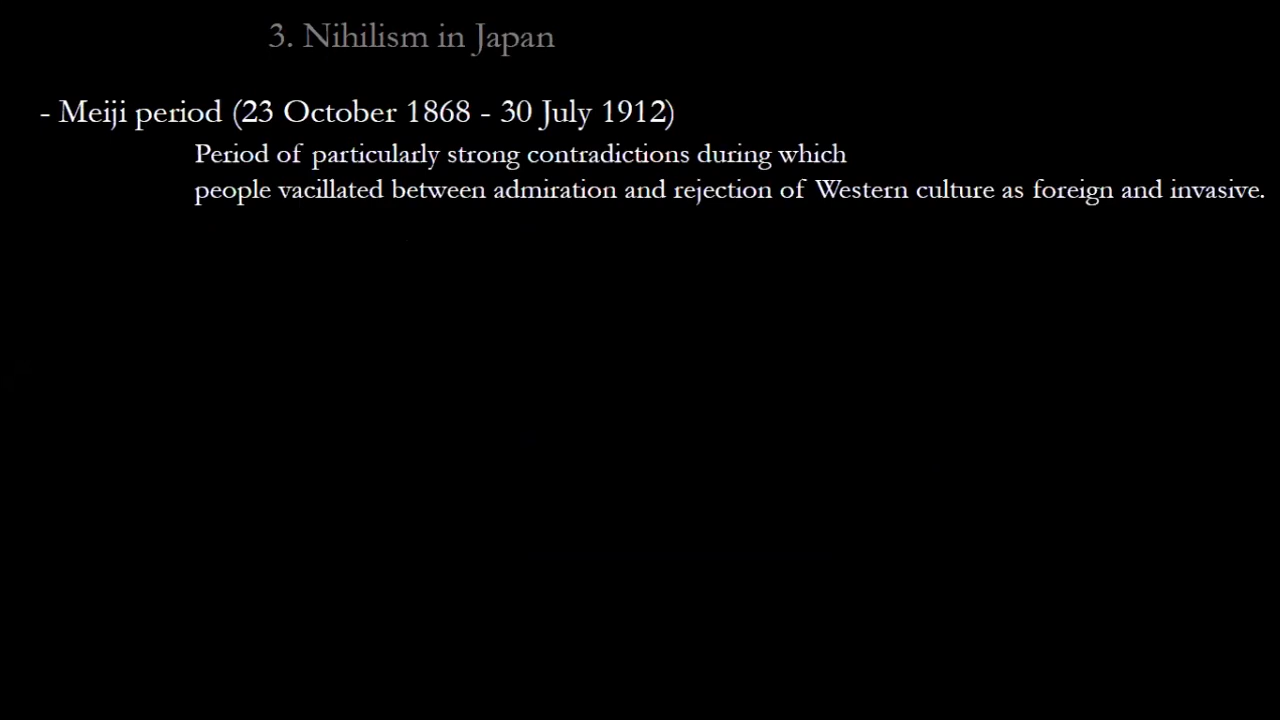 3. Nihilism in Japan
- Meiji period (23 October 1868 - 30 July 1912)
Period of particularly strong contradictions during which
people vacillated between admiration and rejection of Western culture as foreign and invasive.